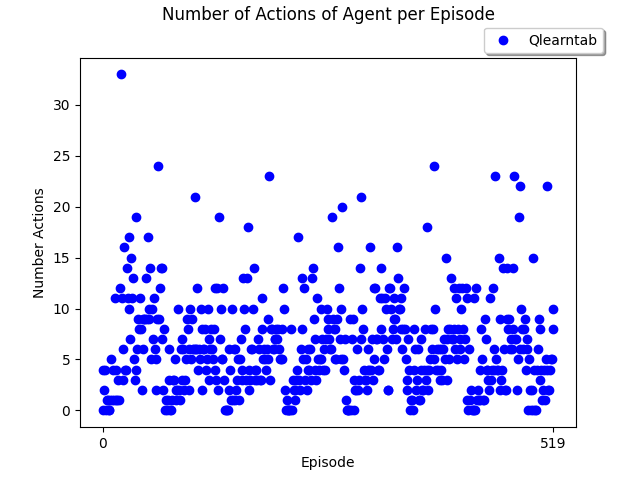 Number of Actions of Agent per Episode
Qlearntab
30
25
20
15
10
5
0
Number Actions
0 519
Episode